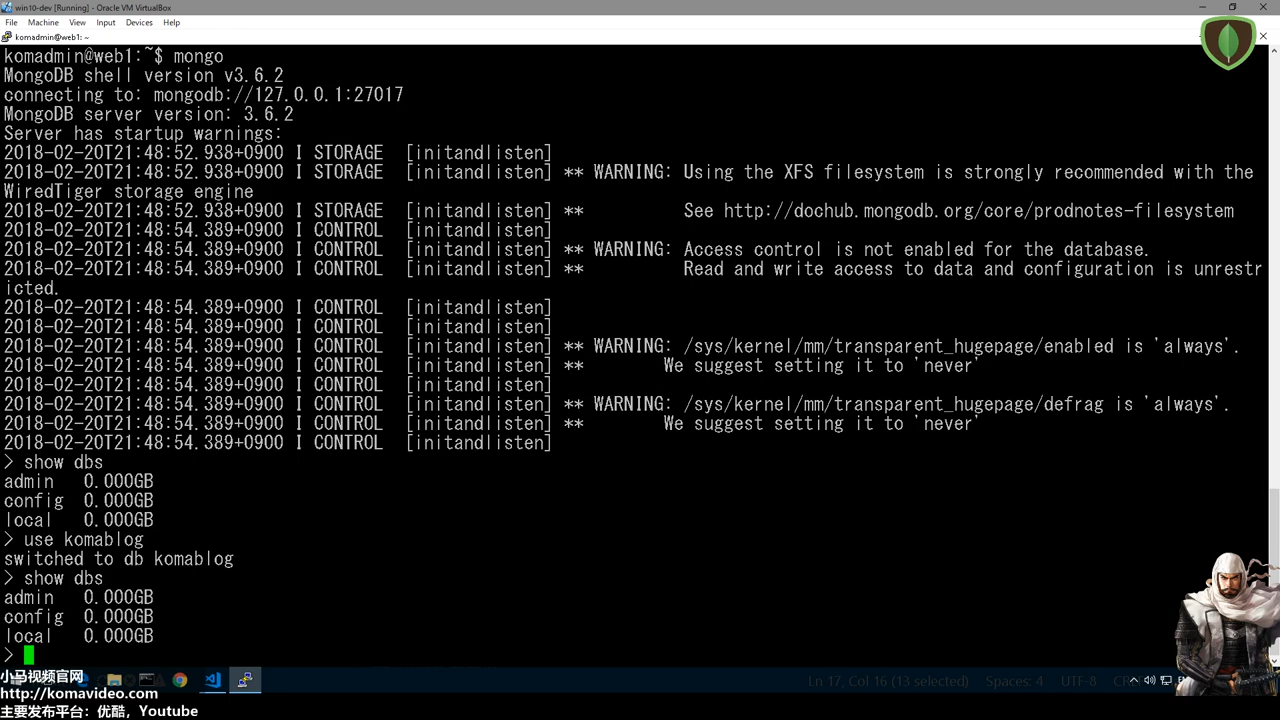 win10-dev [Running] - Oracle VM VirtualBox
File Machine View Input Devices Help
komadmin@web1: ~
komadmin@web1:~$ mongo
MongoDB shell version v3.6.2
connecting to: mongodb://127.0.0.1:27017
MongoDB server version: 3.6.2
Server has startup warnings:
2018-02-20T21:48:52.938+0900 I STORAGE  [initandlisten]
2018-02-20T21:48:52.938+0900 I STORAGE  [initandlisten] ** WARNING: Using the XFS filesystem is strongly recommended with the
WiredTiger storage engine
2018-02-20T21:48:52.938+0900 I STORAGE  [initandlisten] **          See http://dochub.mongodb.org/core/prodnotes-filesystem
2018-02-20T21:48:54.389+0900 I CONTROL  [initandlisten]
2018-02-20T21:48:54.389+0900 I CONTROL  [initandlisten] ** WARNING: Access control is not enabled for the database.
2018-02-20T21:48:54.389+0900 I CONTROL  [initandlisten] **          Read and write access to data and configuration is unrestr
icted.
2018-02-20T21:48:54.389+0900 I CONTROL  [initandlisten]
2018-02-20T21:48:54.389+0900 I CONTROL  [initandlisten]
2018-02-20T21:48:54.389+0900 I CONTROL  [initandlisten] ** WARNING: /sys/kernel/mm/transparent_hugepage/enabled is 'always'.
2018-02-20T21:48:54.389+0900 I CONTROL  [initandlisten] **        We suggest setting it to 'never'
2018-02-20T21:48:54.389+0900 I CONTROL  [initandlisten]
2018-02-20T21:48:54.389+0900 I CONTROL  [initandlisten] ** WARNING: /sys/kernel/mm/transparent_hugepage/defrag is 'always'.
2018-02-20T21:48:54.389+0900 I CONTROL  [initandlisten] **        We suggest setting it to 'never'
2018-02-20T21:48:54.389+0900 I CONTROL  [initandlisten]
> show dbs
admin   0.000GB
config  0.000GB
local   0.000GB
> use komablog
switched to db komablog
> show dbs
admin   0.000GB
config  0.000GB
local   0.000GB
>
小马视频官网
http://komavideo.com
主要发布平台：优酷，Youtube
Ln 17, Col 16 (13 selected) Spaces: 4 UTF-8